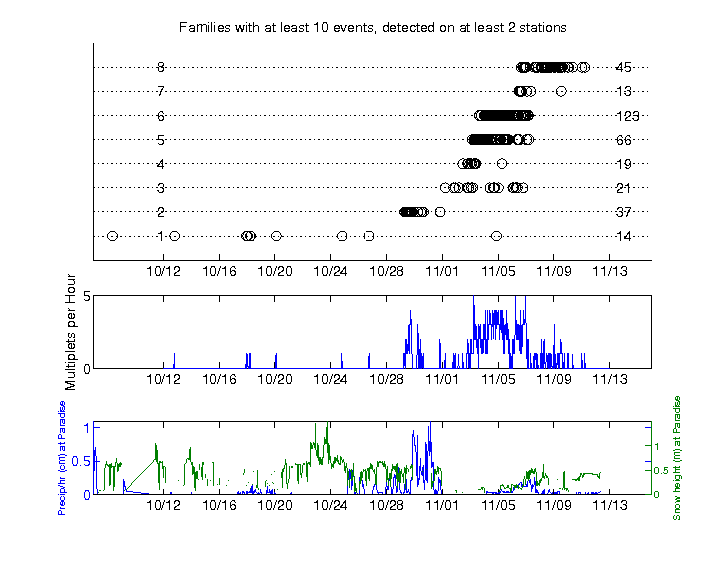 Families with at least 10 events, detected on at least 2 stations
8 45
7 13
6 123
5 66
4 19
3 21
2 37
1 14
10/12 10/16 10/20 10/24 10/28 11/01 11/05 11/09 11/13
Multiplets per Hour
5
0
10/12 10/16 10/20 10/24 10/28 11/01 11/05 11/09 11/13
Precip/hr (cm) at Paradise
1
0.5
0
Snow height (m) at Paradise
1
0.5
0
10/12 10/16 10/20 10/24 10/28 11/01 11/05 11/09 11/13